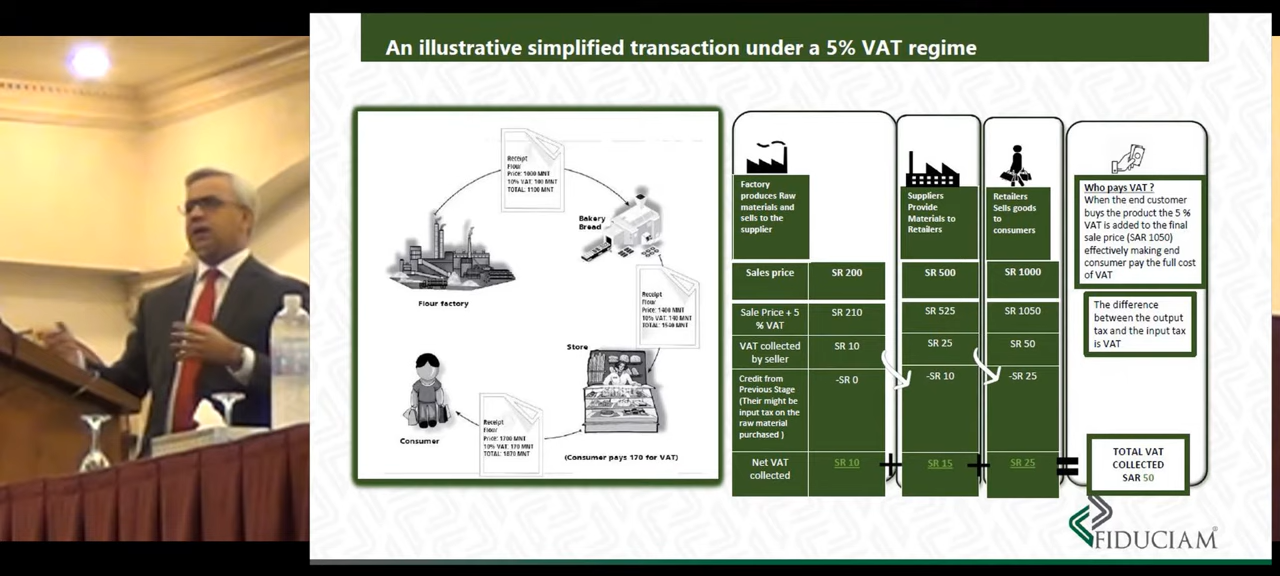 An illustrative simplified transaction under a 5% VAT regime
Receipt
Flour
Price: 1000 MNT
10% VAT: 100 MNT
TOTAL: 1100 MNT
Bakery
Bread
Flour factory
Receipt
Flour
Price: 1400 MNT
10% VAT: 140 MNT
TOTAL: 1540 MNT
Store
Consumer
Receipt
Flour
Price: 1700 MNT
10% VAT: 170 MNT
TOTAL: 1870 MNT
(Consumer pays 170 for VAT)
Factory
produces Raw
materials and
sells to the
supplier
Suppliers
Provide
Materials to
Retailers
Retailers
Sells goods
to
consumers
Sales price
SR 200
SR 500
SR 1000
Sale Price + 5
% VAT
SR 210
SR 525
SR 1050
VAT collected
by seller
SR 10
SR 25
SR 50
Credit from
Previous Stage
(Their might be
input tax on the
raw material
purchased )
-SR 0
-SR 10
-SR 25
Net VAT
collected
SR 10
+
SR 15
+
SR 25
=
Who pays VAT ?
When the end customer
buys the product the 5 %
VAT is added to the final
sale price (SAR 1050)
effectively making end
consumer pay the full cost
of VAT
The difference
between the output
tax and the input tax
is VAT
TOTAL VAT
COLLECTED
SAR 50
FIDUCIAM